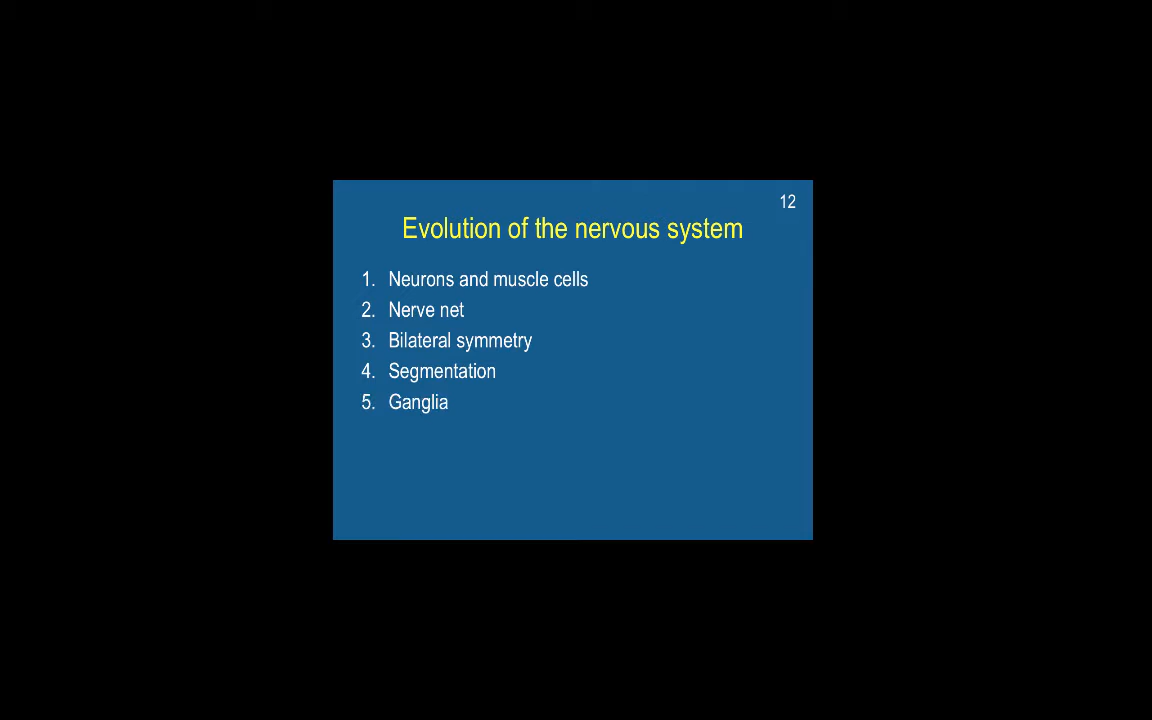 12
Evolution of the nervous system
1. Neurons and muscle cells
2. Nerve net
3. Bilateral symmetry
4. Segmentation
5. Ganglia